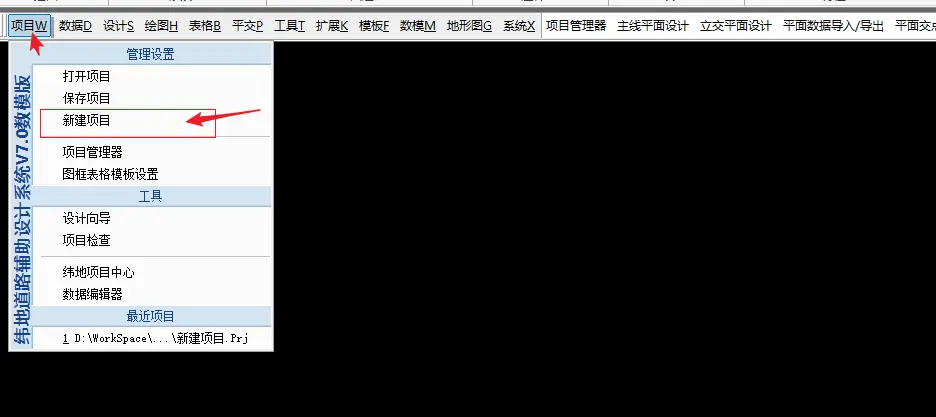 项目W 数据D 设计S 绘图H 表格B 平交P 工具T 扩展K 模板F 数模M 地形图G 系统X 项目管理器 主线平面设计 立交平面设计 平面数据导入/导出 平面交点
纬地道路辅助设计系统V7.0数模版
管理设置
打开项目
保存项目
新建项目
项目管理器
图框表格模板设置
工具
设计向导
项目检查
纬地项目中心
数据编辑器
最近项目
1 D:\WorkSpace\...\新建项目.Prj